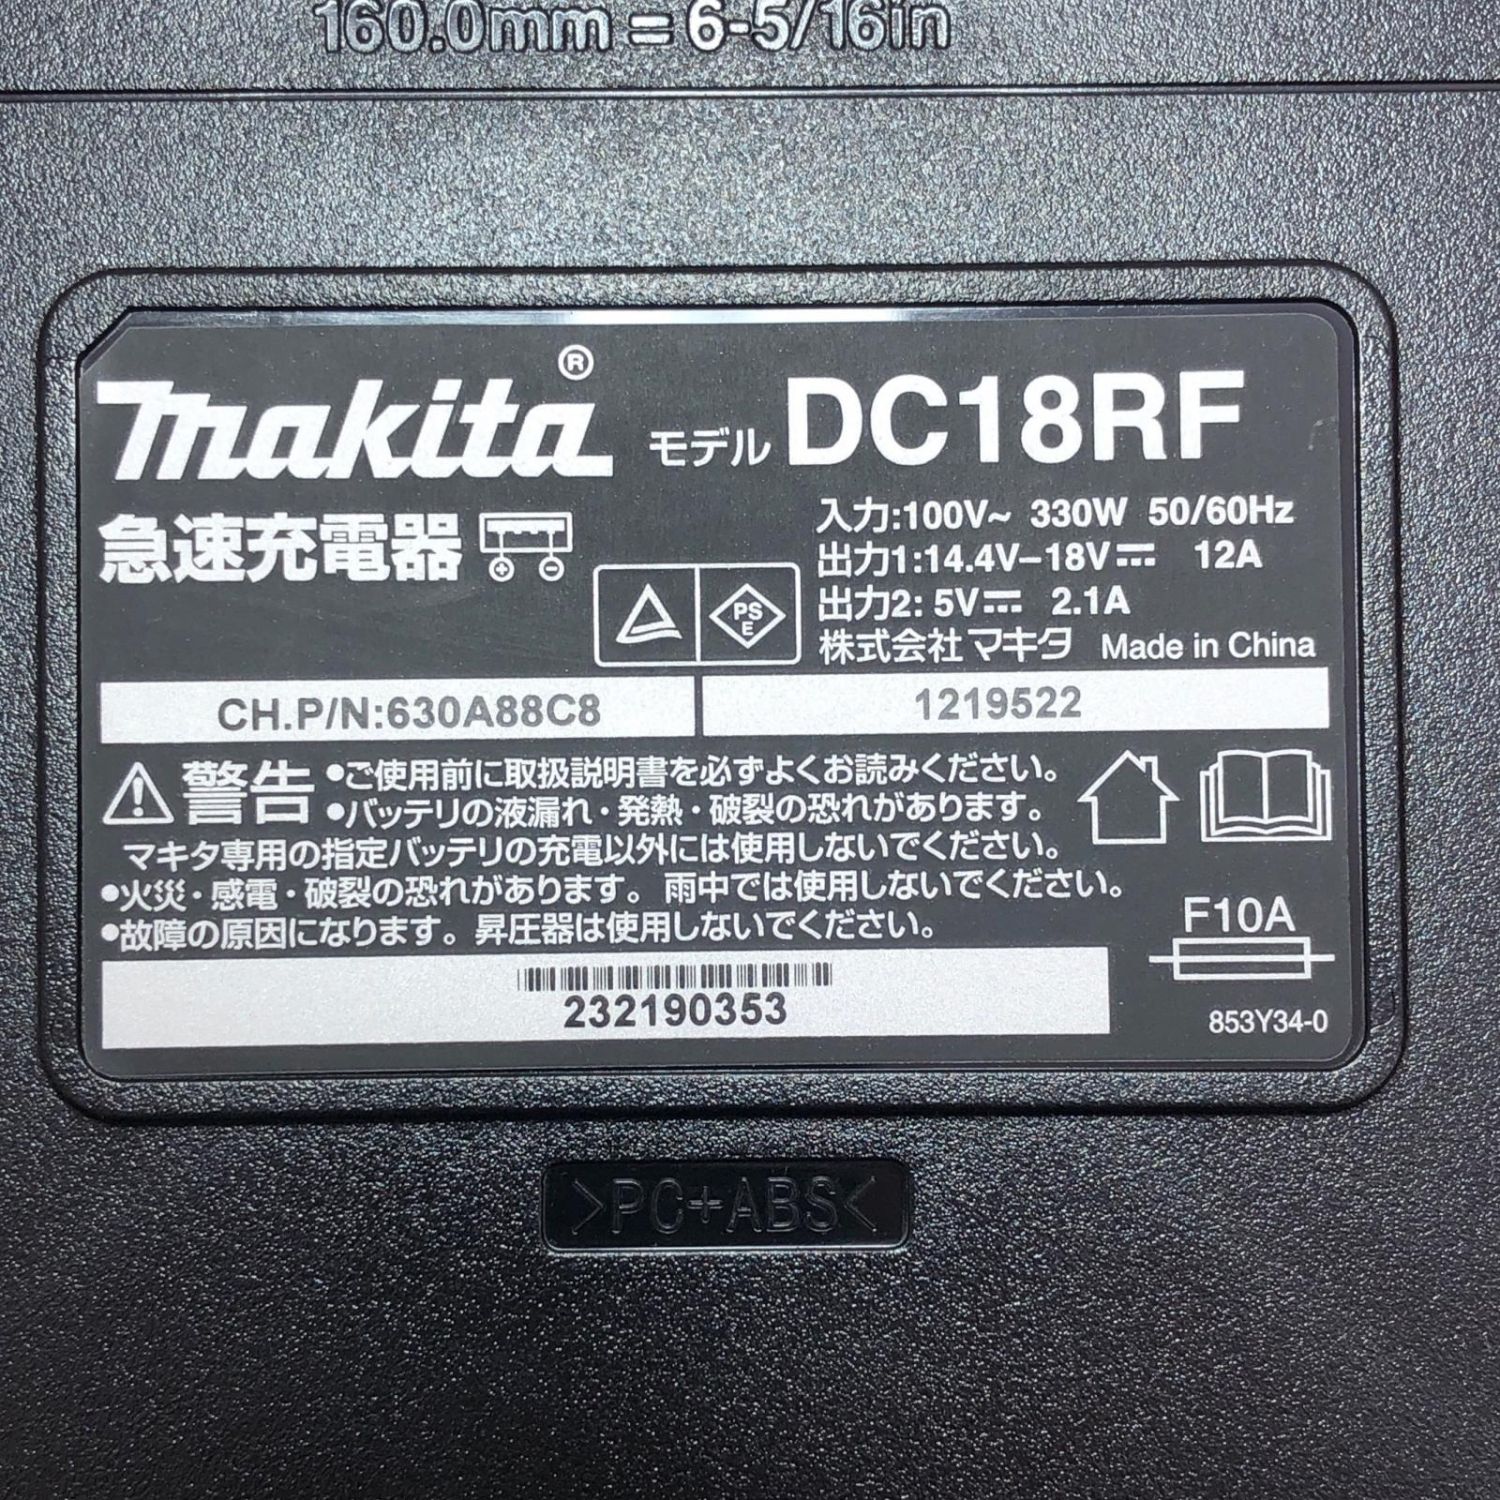 160.0mm = 6-5/16in
makita® モデル DC18RF
急速充電器
入力:100V~ 330W 50/60Hz
出力1:14.4V–18V⎓ 12A
出力2: 5V⎓ 2.1A
PS
E
株式会社マキタ Made in China
CH.P/N:630A88C8
1219522
警告 •ご使用前に取扱説明書を必ずよくお読みください。
•バッテリの液漏れ・発熱・破裂の恐れがあります。
マキタ専用の指定バッテリの充電以外には使用しないでください。
•火災・感電・破裂の恐れがあります。雨中では使用しないでください。
•故障の原因になります。昇圧器は使用しないでください。
F10A
232190353
853Y34-0
>PC+ABS<